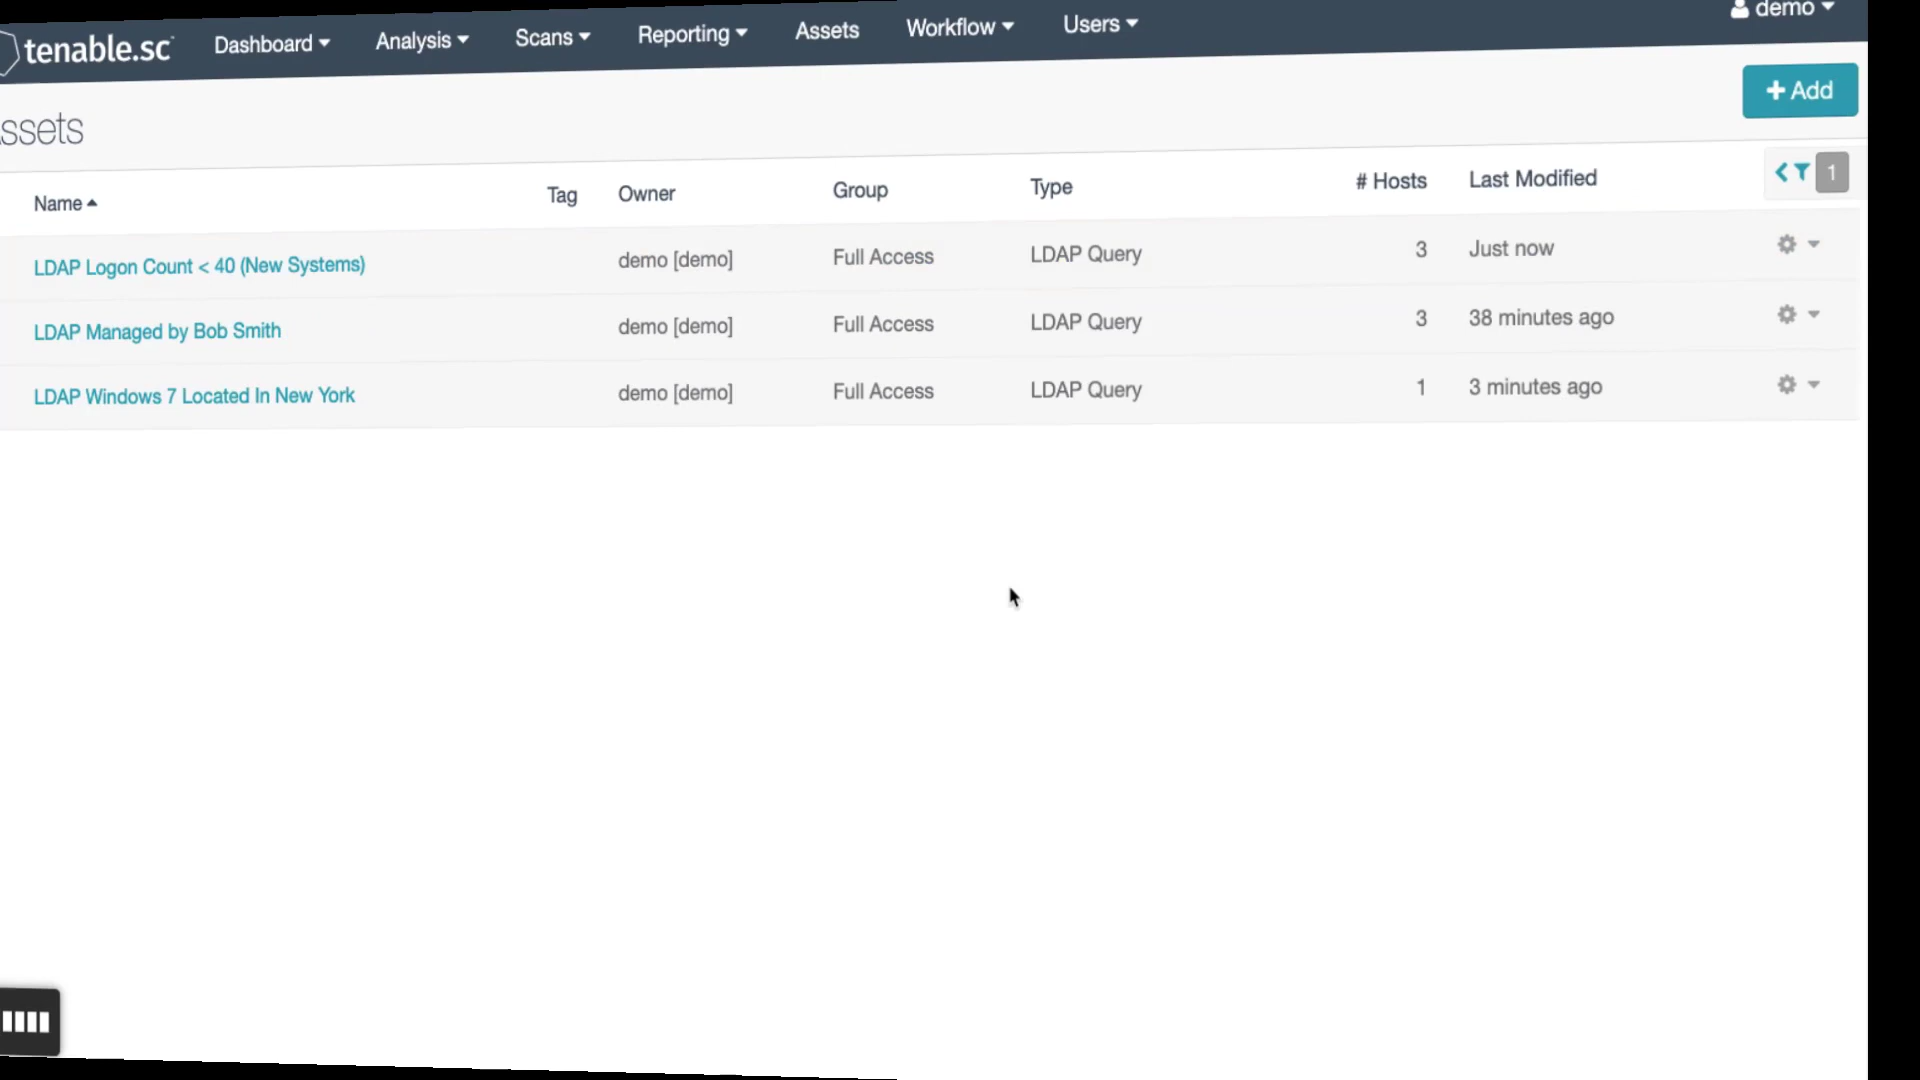 tenable.sc Dashboard Analysis Scans Reporting Assets Workflow Users demo
ssets
+ Add
Name Tag Owner Group Type # Hosts Last Modified 1
LDAP Logon Count < 40 (New Systems) demo [demo] Full Access LDAP Query 3 Just now
LDAP Managed by Bob Smith demo [demo] Full Access LDAP Query 3 38 minutes ago
LDAP Windows 7 Located In New York demo [demo] Full Access LDAP Query 1 3 minutes ago